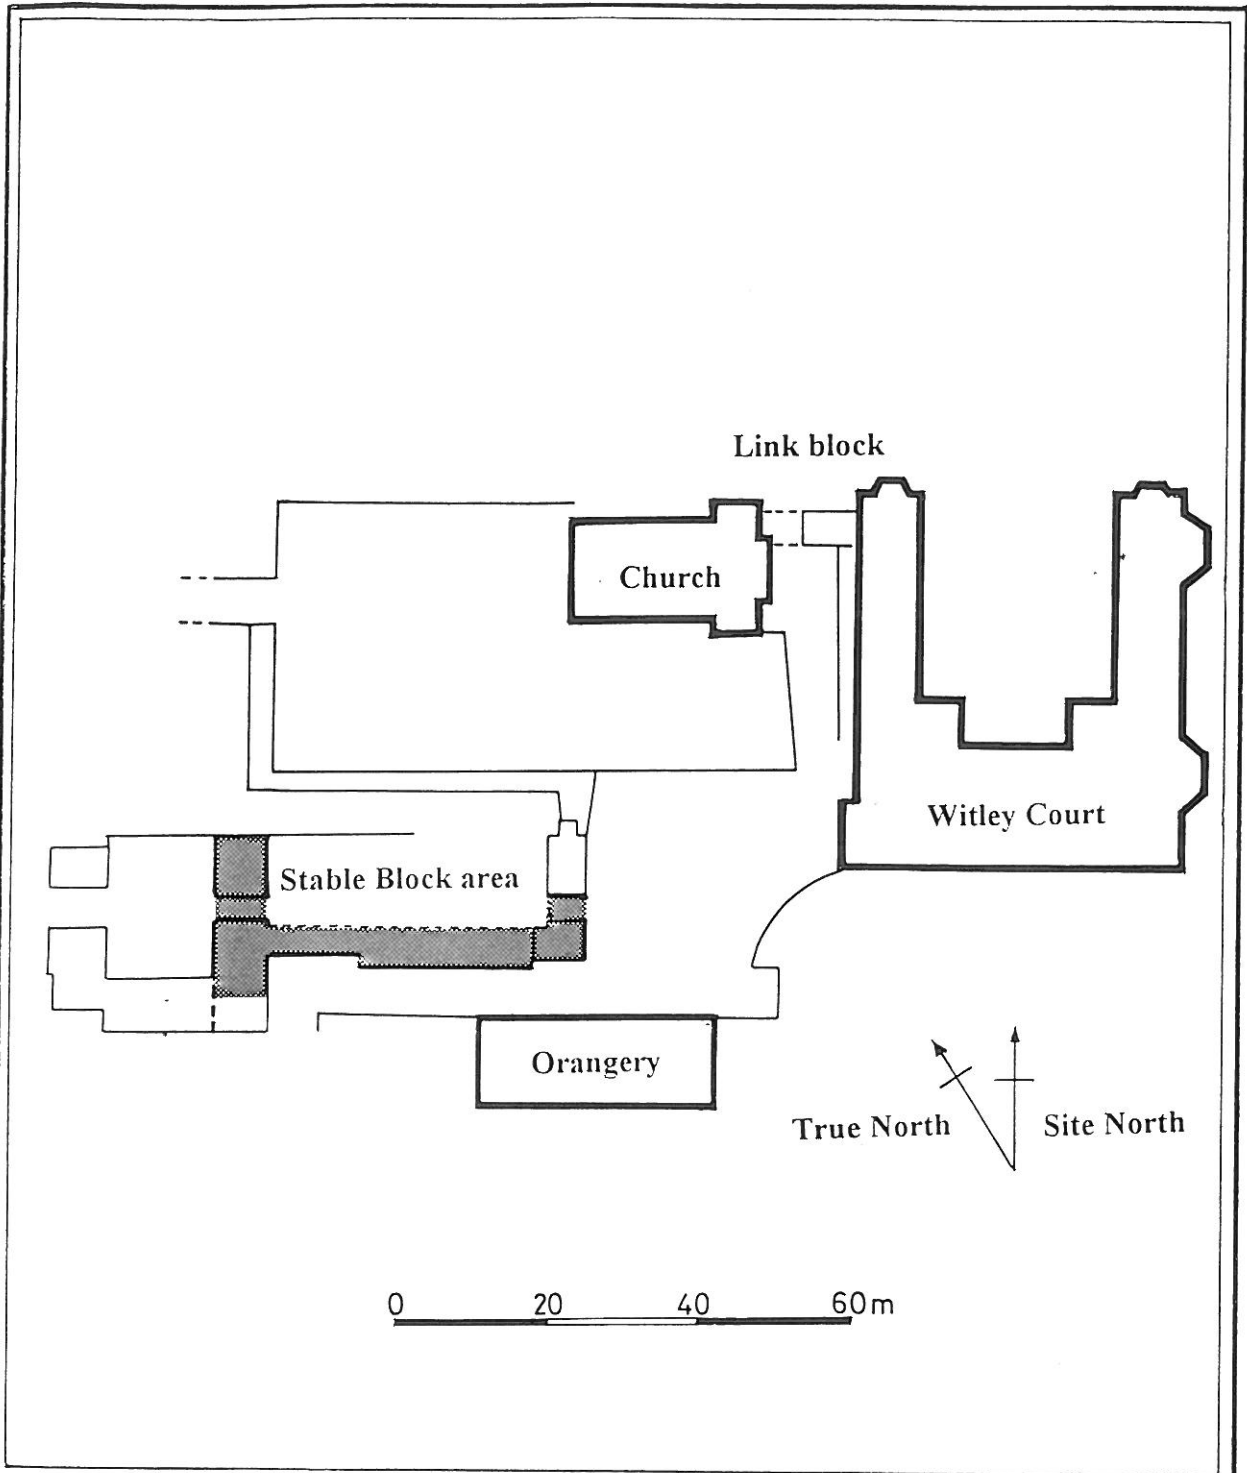 Link block
Church
Witley Court
Stable Block area
Orangery
True North
Site North
0 20 40 60m